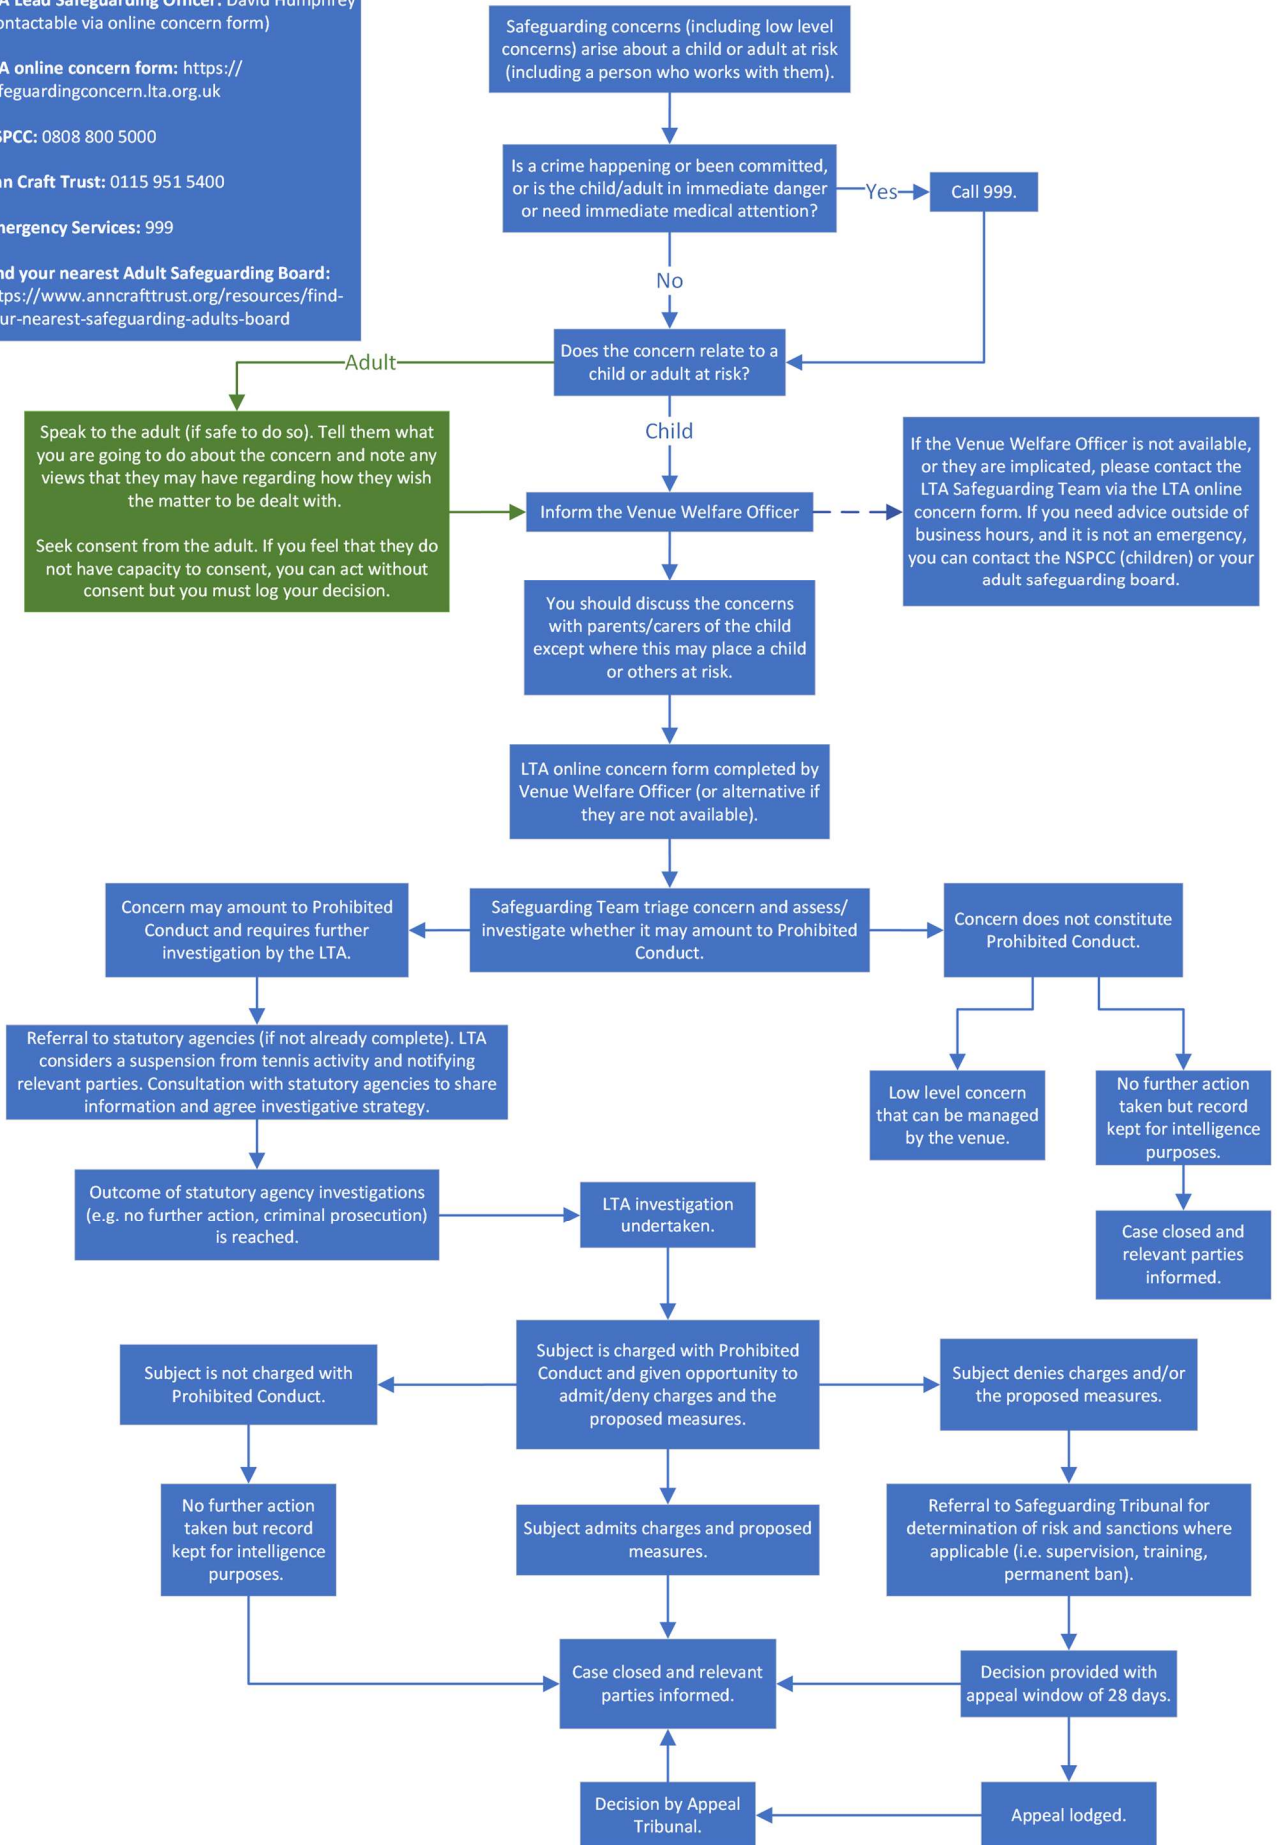 Lead Safeguarding Officer: David Humphrey
contactable via online concern form)
online concern form: https://
safeguardingconcern.lta.org.uk
NSPCC: 0808 800 5000
Ann Craft Trust: 0115 951 5400
Emergency Services: 999
Find your nearest Adult Safeguarding Board:
https://www.anncrafttrust.org/resources/find-
your-nearest-safeguarding-adults-board
Safeguarding concerns (including low level
concerns) arise about a child or adult at risk
(including a person who works with them).
Is a crime happening or been committed,
or is the child/adult in immediate danger
or need immediate medical attention?
Yes
Call 999.
No
Does the concern relate to a
child or adult at risk?
Adult
Child
Speak to the adult (if safe to do so). Tell them what
you are going to do about the concern and note any
views that they may have regarding how they wish
the matter to be dealt with.
Seek consent from the adult. If you feel that they do
not have capacity to consent, you can act without
consent but you must log your decision.
Inform the Venue Welfare Officer
If the Venue Welfare Officer is not available,
or they are implicated, please contact the
LTA Safeguarding Team via the LTA online
concern form. If you need advice outside of
business hours, and it is not an emergency,
you can contact the NSPCC (children) or your
adult safeguarding board.
You should discuss the concerns
with parents/carers of the child
except where this may place a child
or others at risk.
LTA online concern form completed by
Venue Welfare Officer (or alternative if
they are not available).
Safeguarding Team triage concern and assess/
investigate whether it may amount to Prohibited
Conduct.
Concern may amount to Prohibited
Conduct and requires further
investigation by the LTA.
Concern does not constitute
Prohibited Conduct.
Referral to statutory agencies (if not already complete). LTA
considers a suspension from tennis activity and notifying
relevant parties. Consultation with statutory agencies to share
information and agree investigative strategy.
Low level concern
that can be managed
by the venue.
No further action
taken but record
kept for intelligence
purposes.
Outcome of statutory agency investigations
(e.g. no further action, criminal prosecution)
is reached.
LTA investigation
undertaken.
Case closed and
relevant parties
informed.
Subject is not charged with
Prohibited Conduct.
Subject is charged with Prohibited
Conduct and given opportunity to
admit/deny charges and the
proposed measures.
Subject denies charges and/or
the proposed measures.
No further action
taken but record
kept for intelligence
purposes.
Subject admits charges and proposed
measures.
Referral to Safeguarding Tribunal for
determination of risk and sanctions where
applicable (i.e. supervision, training,
permanent ban).
Case closed and relevant
parties informed.
Decision provided with
appeal window of 28 days.
Decision by Appeal
Tribunal.
Appeal lodged.